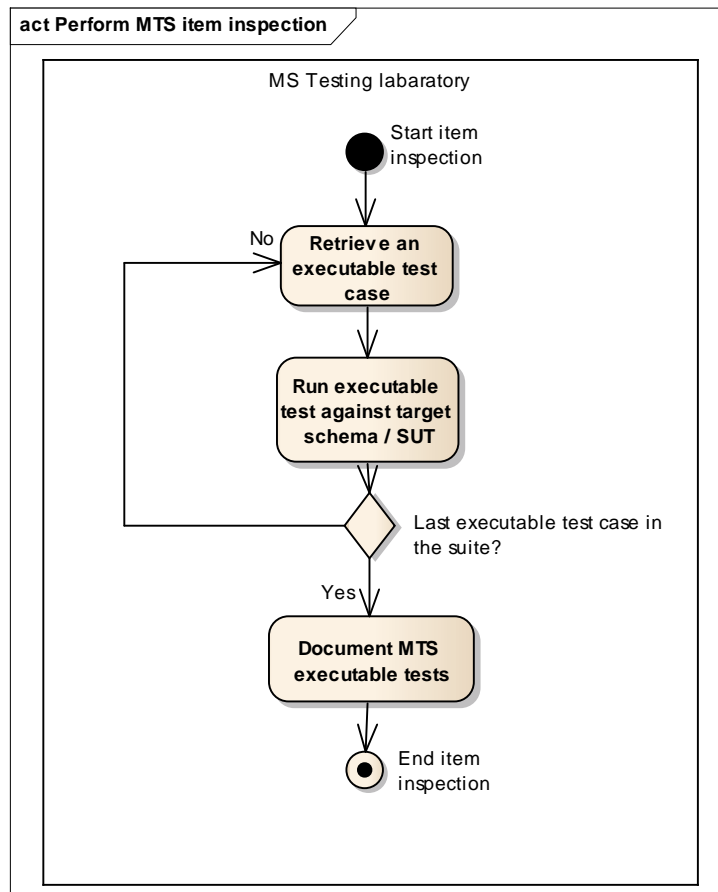 act Perform MTS item inspection
MS Testing labaratory
Start item
inspection
No
Retrieve an
executable test
case
Run executable
test against target
schema / SUT
Last executable test case in
the suite?
Yes
Document MTS
executable tests
End item
inspection